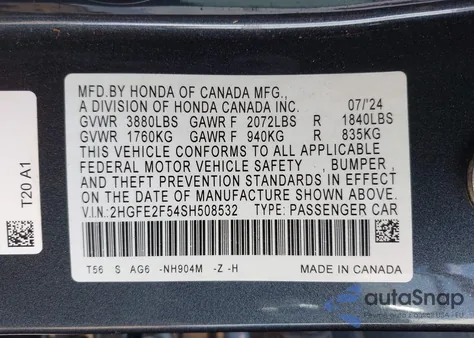 MFD.BY HONDA OF CANADA MFG.,
A DIVISION OF HONDA CANADA INC. 07/'24
GVWR 3880LBS GAWR F 2072LBS R 1840LBS
GVWR 1760KG GAWR F 940KG R 835KG
THIS VEHICLE CONFORMS TO ALL APPLICABLE
FEDERAL MOTOR VEHICLE SAFETY , BUMPER ,
AND THEFT PREVENTION STANDARDS IN EFFECT
ON THE DATE OF MANUFACTURE SHOWN ABOVE.
V.I.N: 2HGFE2F54SH508532 TYPE: PASSENGER CAR
T56 S AG6 -NH904M -Z -H MADE IN CANADA
T20 A1
autoSnap